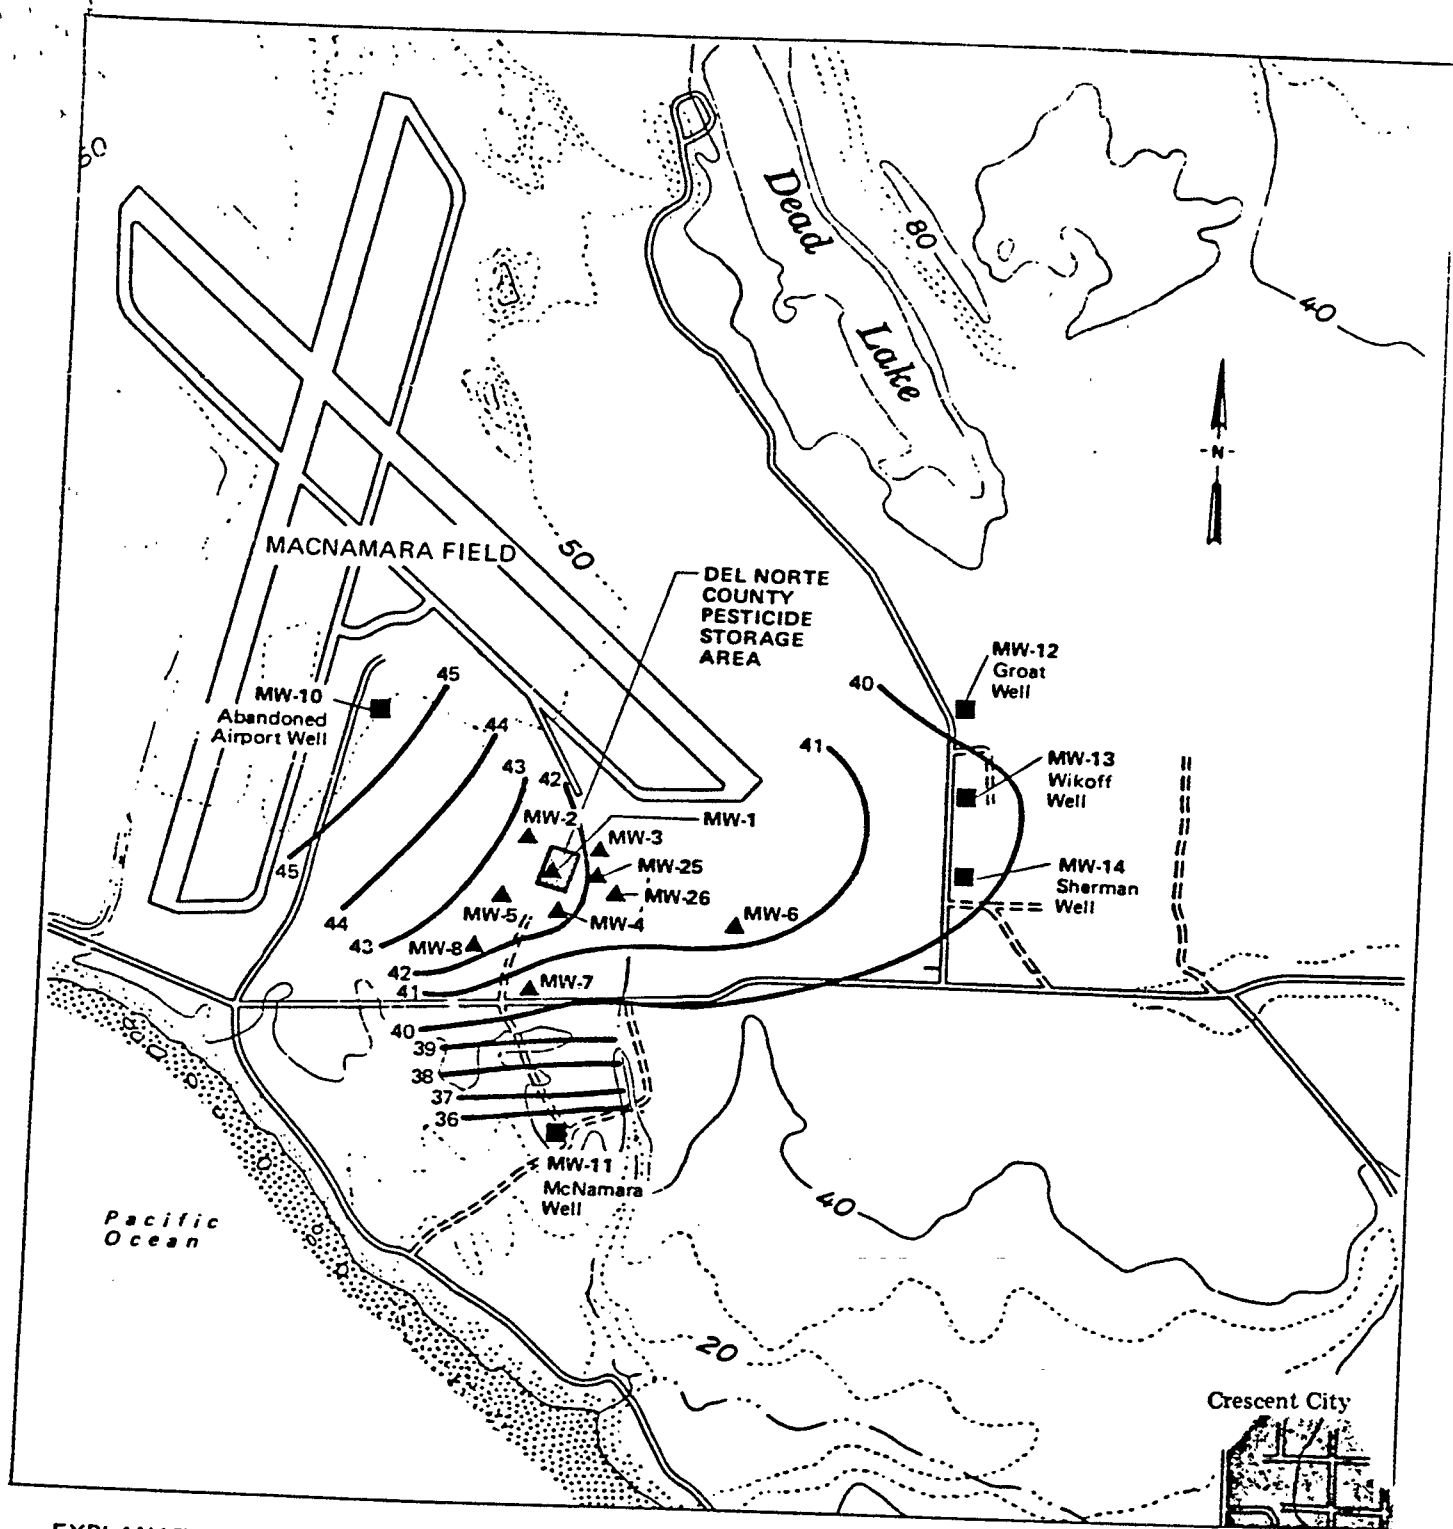 60
Dead
Lake
80
40
- N -
MACNAMARA FIELD
50
DEL NORTE
COUNTY
PESTICIDE
STORAGE
AREA
MW-12
Groat
Well
MW-10
Abandoned
Airport Well
45
44
43
42
41
40
MW-13
Wikoff
Well
MW-2
MW-1
MW-3
MW-25
MW-26
MW-14
Sherman
Well
45
44
43
MW-5
MW-4
MW-6
MW-8
42
41
MW-7
40
39
38
37
36
MW-11
McNamara
Well
40
Pacific
Ocean
20
Crescent City